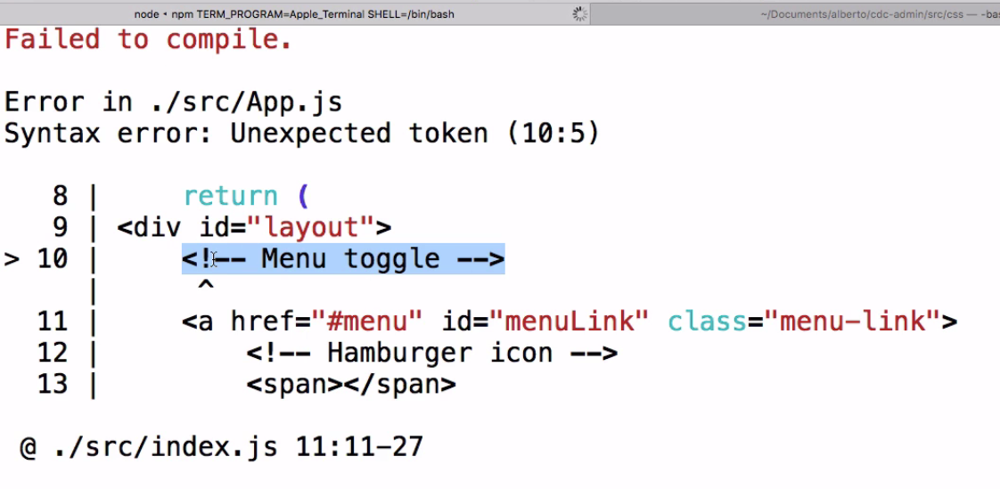 node ◂ npm TERM_PROGRAM=Apple_Terminal SHELL=/bin/bash
~/Documents/alberto/cdc-admin/src/css —
Failed to compile.
Error in ./src/App.js
Syntax error: Unexpected token (10:5)
8 | return (
9 | <div id="layout">
> 10 | <!-- Menu toggle -->
| ^
11 | <a href="#menu" id="menuLink" class="menu-link">
12 | <!-- Hamburger icon -->
13 | <span></span>
@ ./src/index.js 11:11-27